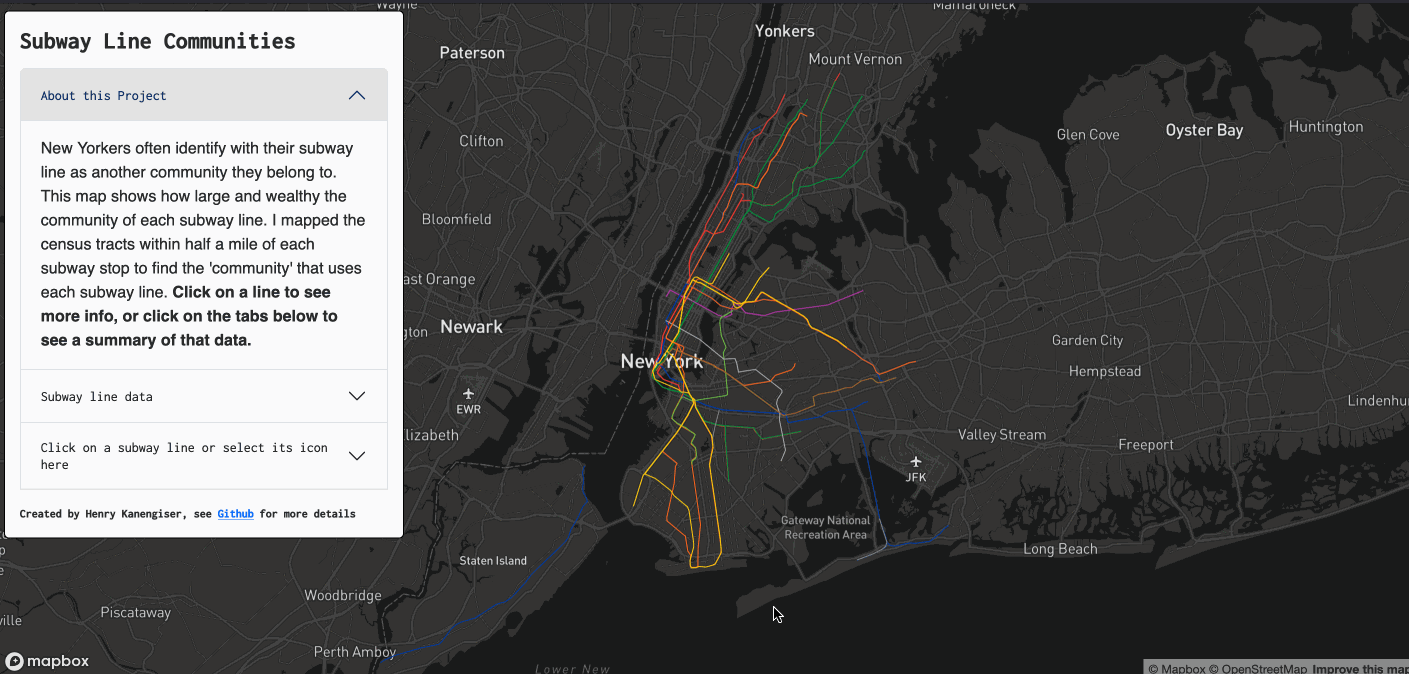 Subway Line Communities
About this Project
New Yorkers often identify with their subway
line as another community they belong to.
This map shows how large and wealthy the
community of each subway line. I mapped the
census tracts within half a mile of each
subway stop to find the 'community' that uses
each subway line. Click on a line to see
more info, or click on the tabs below to
see a summary of that data.
Subway line data
Click on a subway line or select its icon
here
Created by Henry Kanengiser, see Github for more details
Wayne
Mamaroneck
Yonkers
Paterson
Mount Vernon
Glen Cove
Oyster Bay
Huntington
Clifton
Bloomfield
ast Orange
gton
Newark
New York
Garden City
Hempstead
EWR
Lindenhu
lizabeth
Valley Stream
Freeport
JFK
Gateway National
Recreation Area
Long Beach
Staten Island
Woodbridge
Piscataway
ville
Perth Amboy
Lower New
mapbox
© Mapbox © OpenStreetMap Improve this map